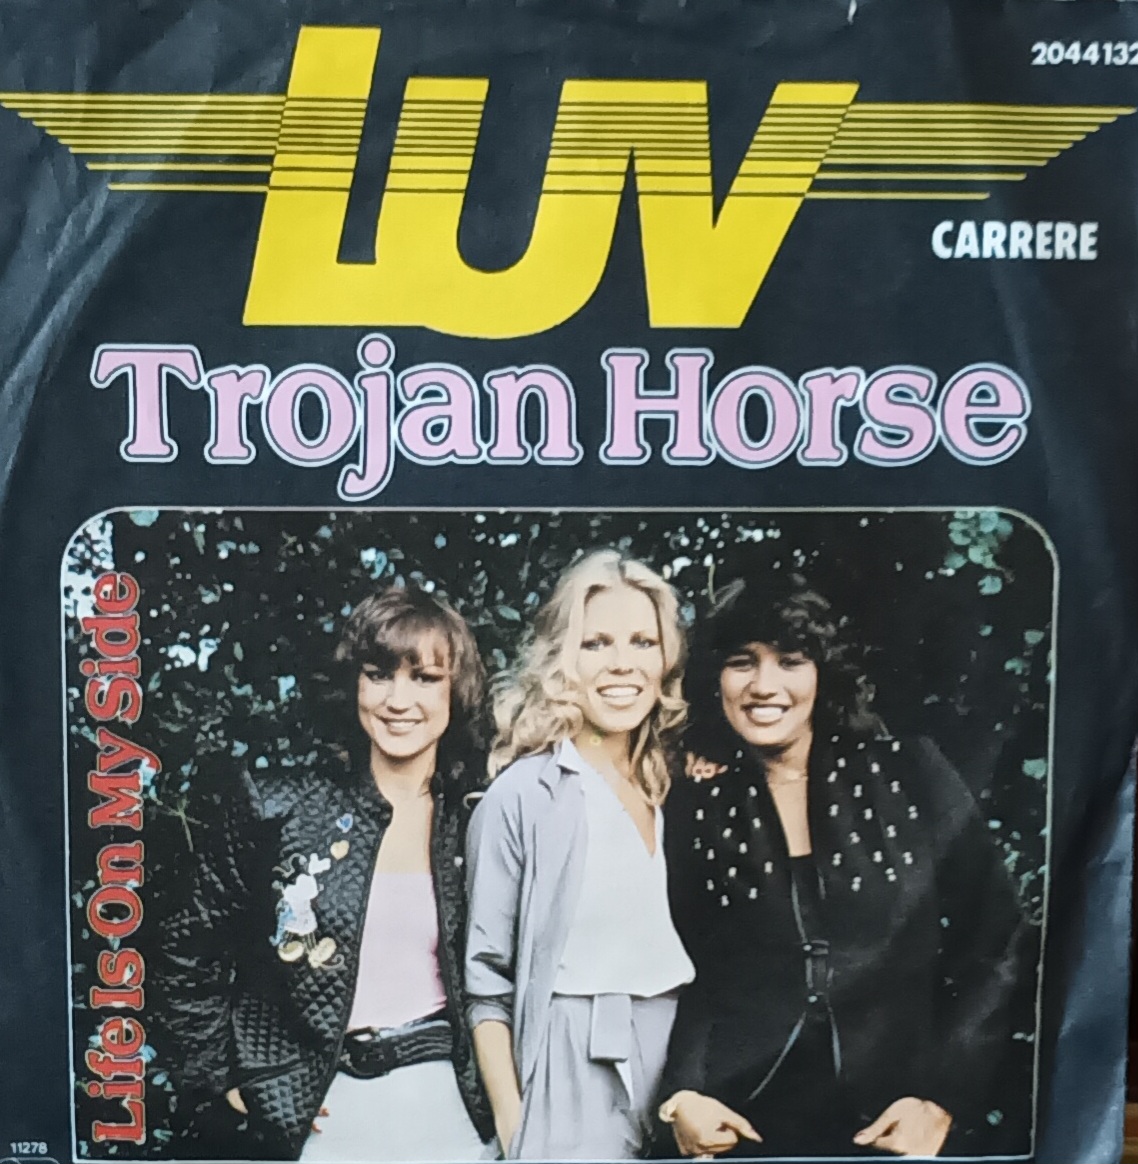 2044132
LUV
CARRERE
Trojan Horse
Life Is On My Side
11278